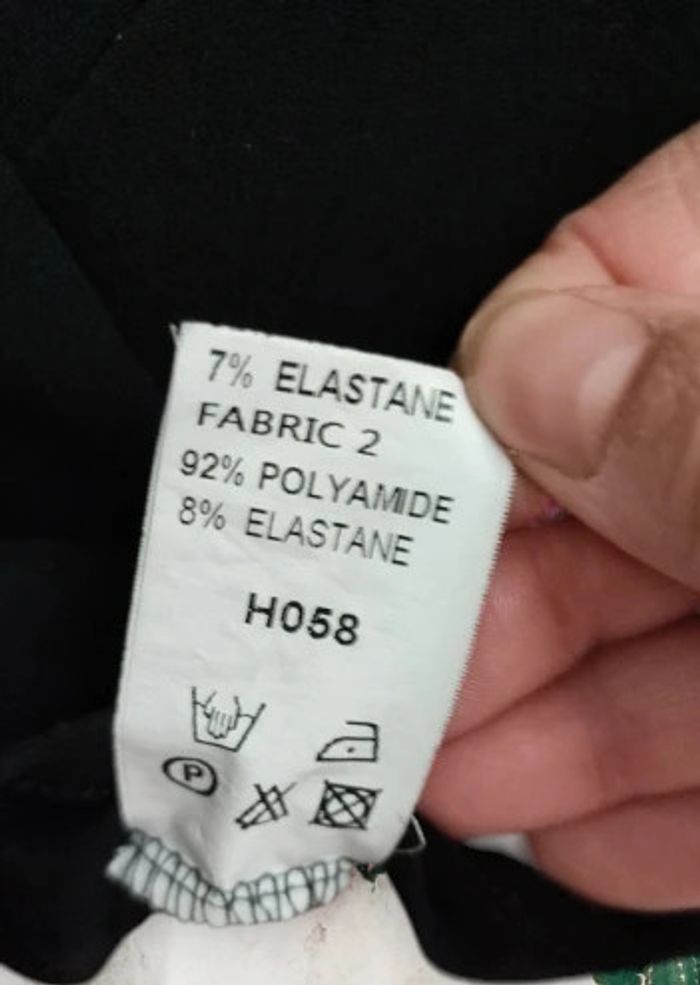 7% ELASTANE
FABRIC 2
92% POLYAMIDE
8% ELASTANE
H058
P